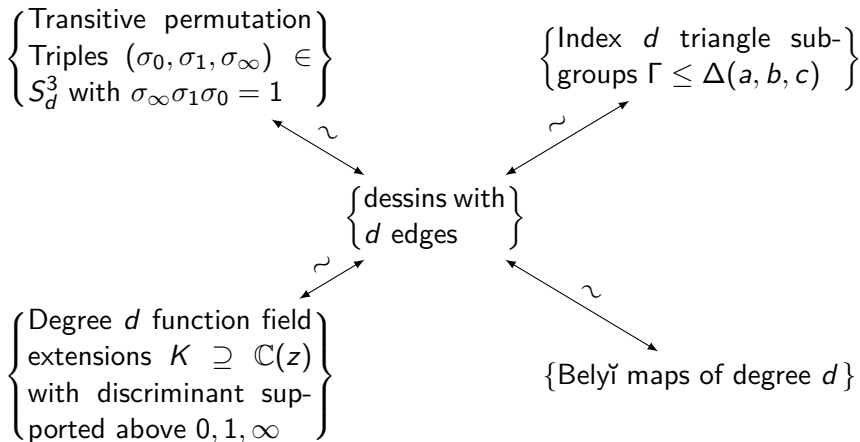 Transitive permutation
Triples (σ₀, σ₁, σ∞) ∈
S_d³ with σ∞σ₁σ₀ = 1
Index d triangle sub-
groups Γ ≤ Δ(a, b, c)
∼
∼
dessins with
d edges
∼
∼
Degree d function field
extensions K ⊇ ℂ(z)
with discriminant sup-
ported above 0, 1, ∞
{Belyĭ maps of degree d}